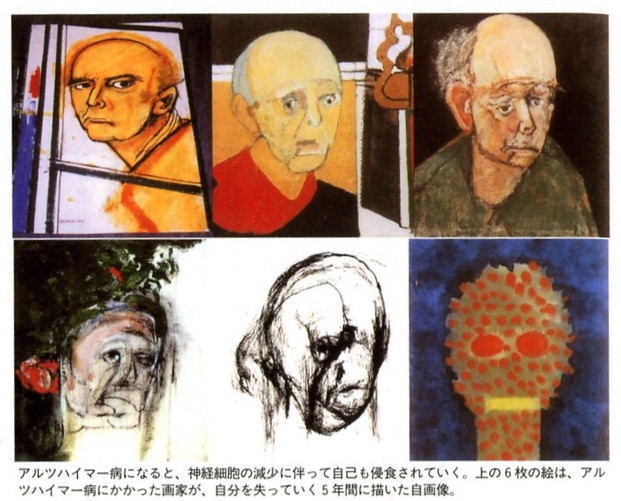 アルツハイマー病になると、神経細胞の減少に伴って自己も侵食されていく。上の6枚の絵は、アル
ツハイマー病にかかった画家が、自分を失っていく5年間に描いた自画像。